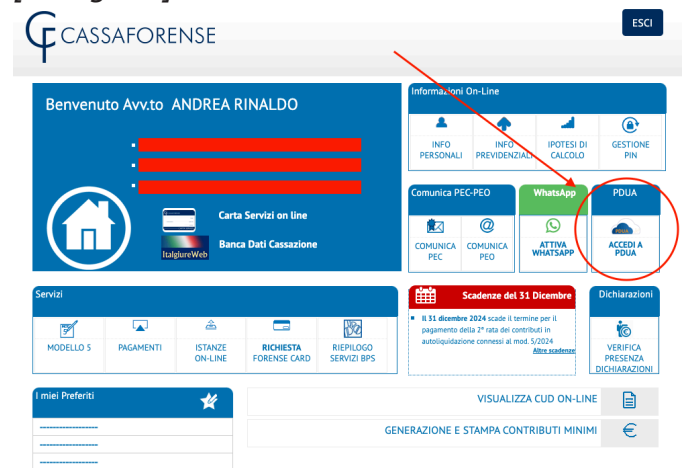 CASSAFORENSE
ESCI
Benvenuto Avv.to ANDREA RINALDO
Carta Servizi on line
ItalgiureWeb
Banca Dati Cassazione
Informazioni On-Line
INFO
PERSONALI
INFO
PREVIDENZIALI
IPOTESI DI
CALCOLO
GESTIONE
PIN
Comunica PEC-PEO
COMUNICA
PEC
@
COMUNICA
PEO
WhatsApp
ATTIVA
WHATSAPP
PDUA
PDUA
ACCEDI A
PDUA
Servizi
MODELLO 5
PAGAMENTI
ISTANZE
ON-LINE
RICHIESTA
FORENSE CARD
RIEPILOGO
SERVIZI BPS
Scadenze del 31 Dicembre
Il 31 dicembre 2024 scade il termine per il
pagamento della 2ª rata dei contributi in
autoliquidazione connessi al mod. 5/2024
Altre scadenze
Dichiarazioni
VERIFICA
PRESENZA
DICHIARAZIONI
I miei Preferiti
--------------------
--------------------
--------------------
VISUALIZZA CUD ON-LINE
GENERAZIONE E STAMPA CONTRIBUTI MINIMI
€